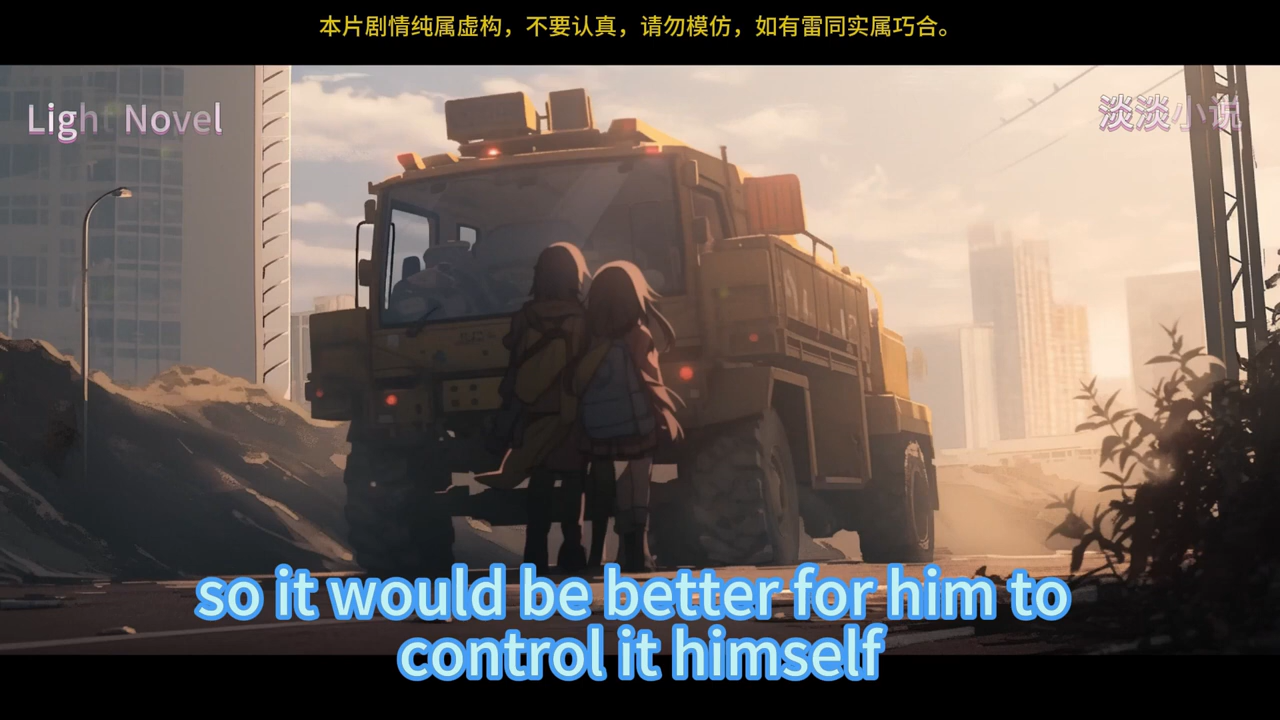 本片剧情纯属虚构，不要认真，请勿模仿，如有雷同实属巧合。
Light Novel
淡淡小说
so it would be better for him to
control it himself